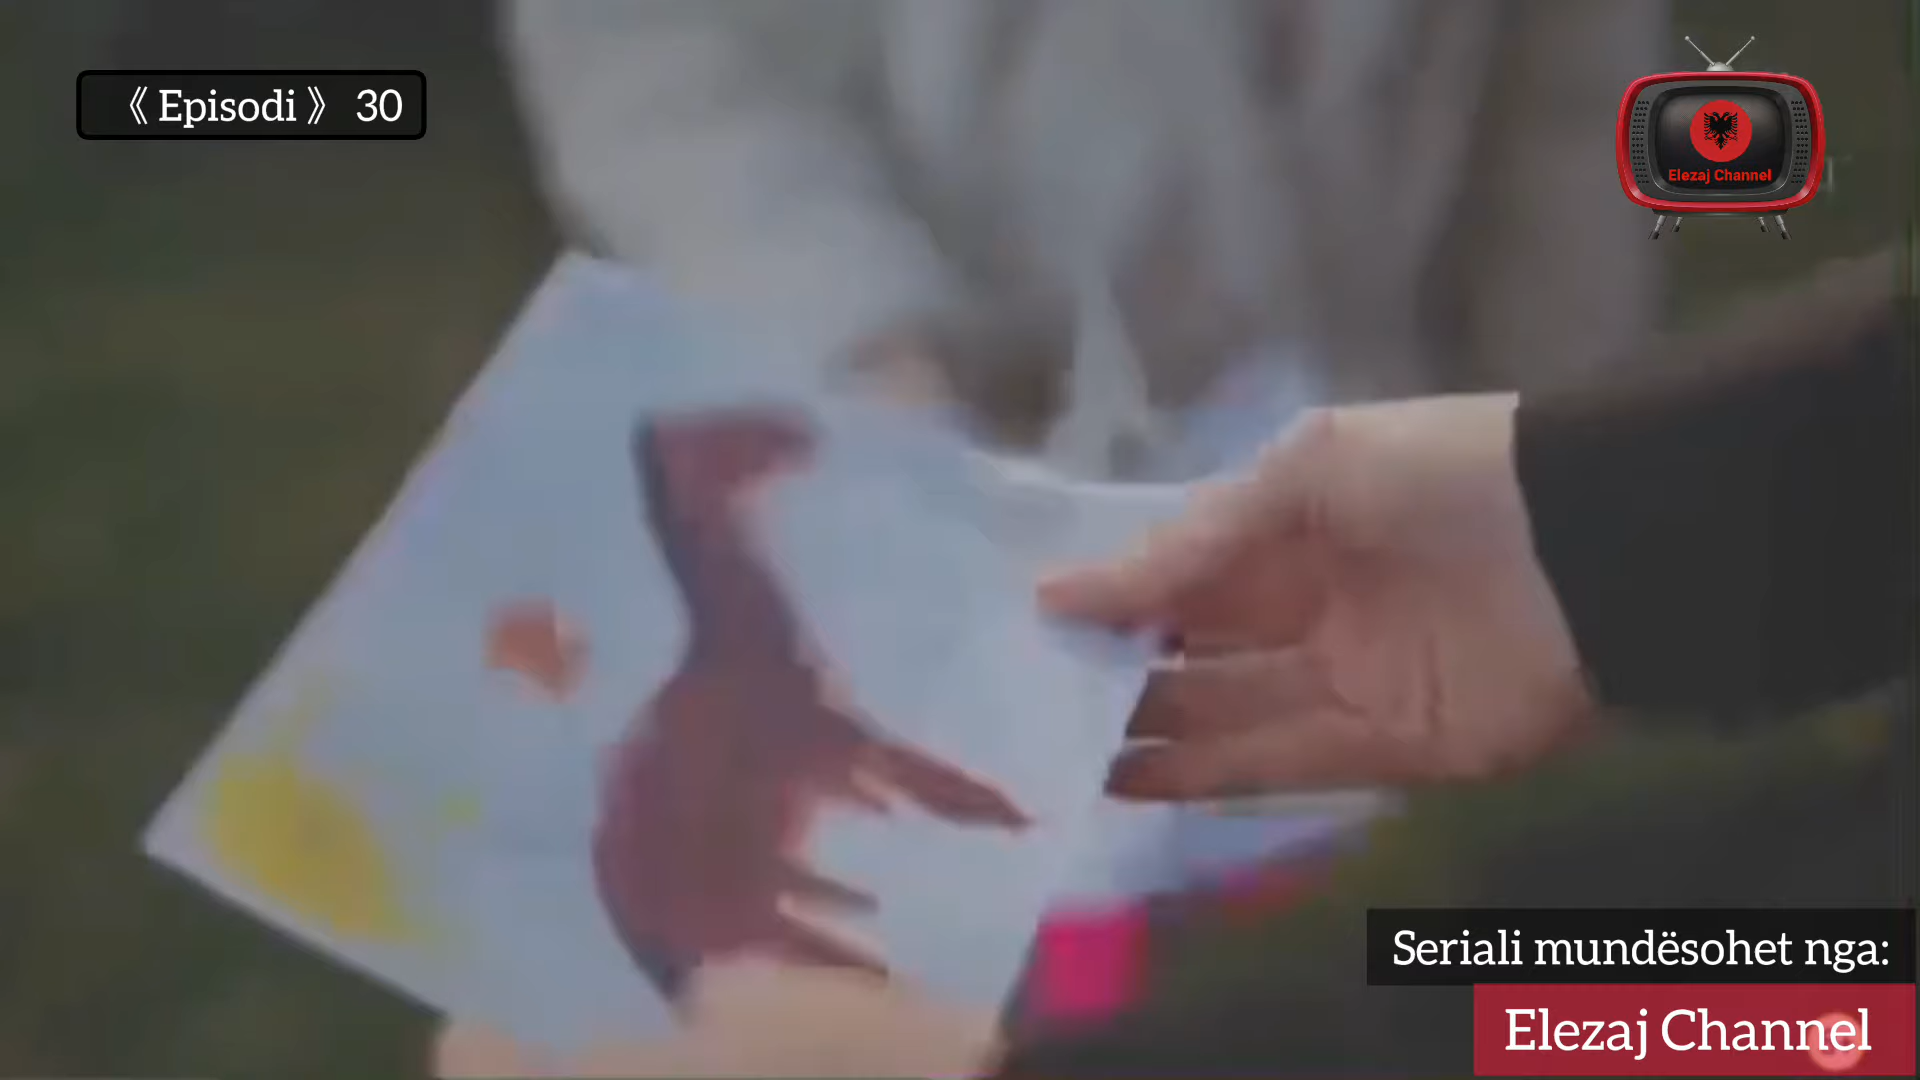 《 Episodi 》 30
Elezaj Channel
Seriali mundësohet nga:
Elezaj Channel